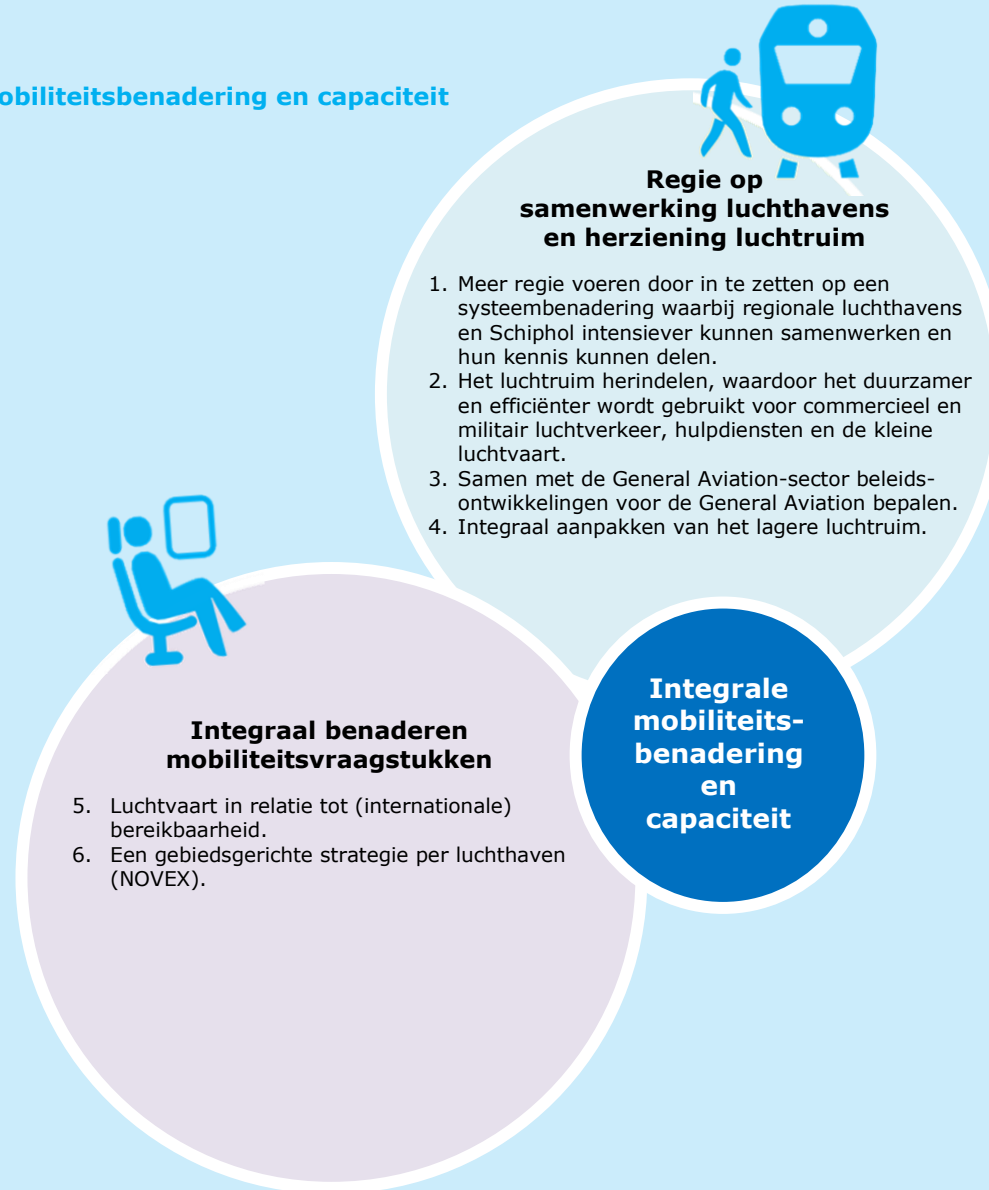 obiliteitsbenadering en capaciteit
Regie op
samenwerking luchthavens
en herziening luchtruim
1. Meer regie voeren door in te zetten op een
systeembenadering waarbij regionale luchthavens
en Schiphol intensiever kunnen samenwerken en
hun kennis kunnen delen.
2. Het luchtruim herindelen, waardoor het duurzamer
en efficiënter wordt gebruikt voor commercieel en
militair luchtverkeer, hulpdiensten en de kleine
luchtvaart.
3. Samen met de General Aviation-sector beleids-
ontwikkelingen voor de General Aviation bepalen.
4. Integraal aanpakken van het lagere luchtruim.
Integraal benaderen
mobiliteitsvraagstukken
5. Luchtvaart in relatie tot (internationale)
bereikbaarheid.
6. Een gebiedsgerichte strategie per luchthaven
(NOVEX).
Integrale
mobiliteits-
benadering
en
capaciteit